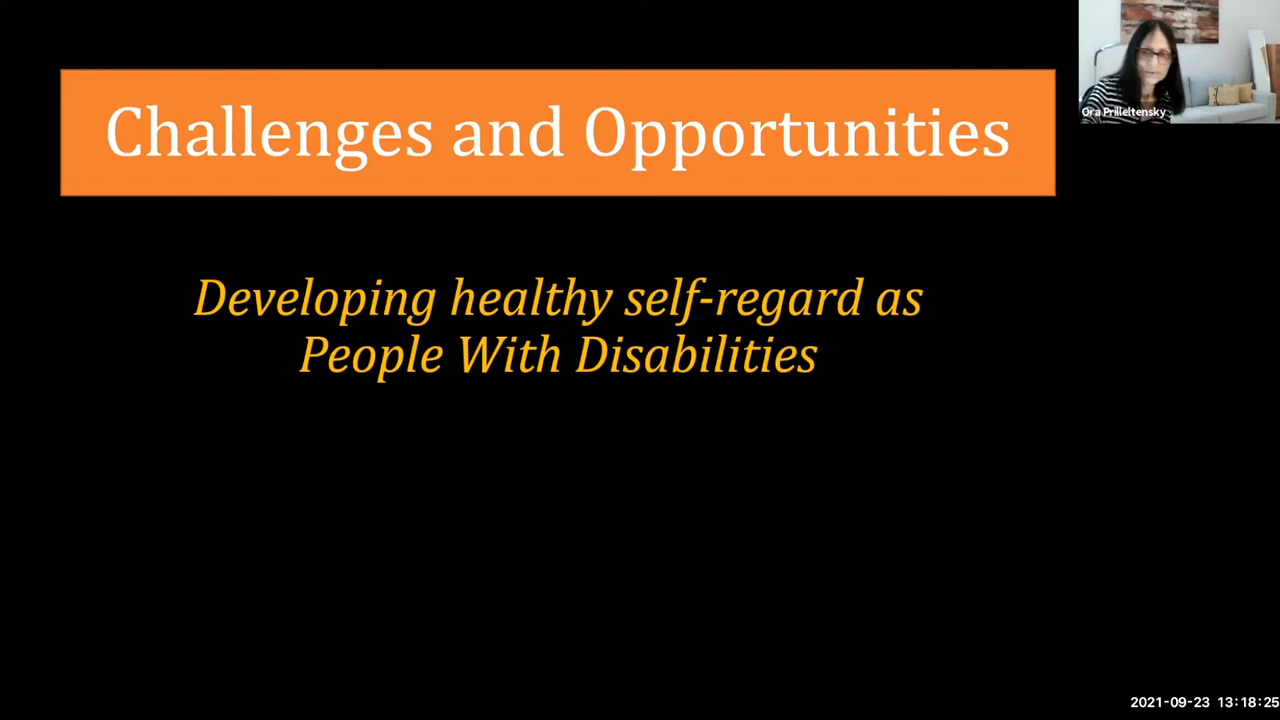 Challenges and Opportunities
Ora Prilleltensky
Developing healthy self-regard as
People With Disabilities
2021-09-23 13:18:25